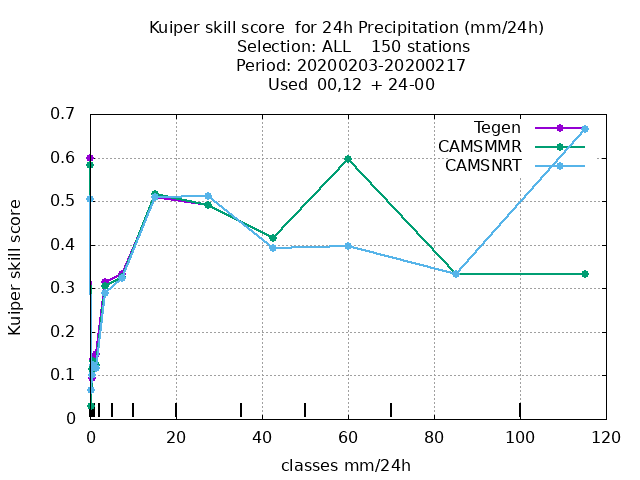 Kuiper skill score  for 24h Precipitation (mm/24h)
Selection: ALL    150 stations
Period: 20200203-20200217
Used  00,12  + 24-00
Tegen
CAMSMMR
CAMSNRT
0.7
0.6
0.5
0.4
0.3
0.2
0.1
0
Kuiper skill score
0 20 40 60 80 100 120
classes mm/24h